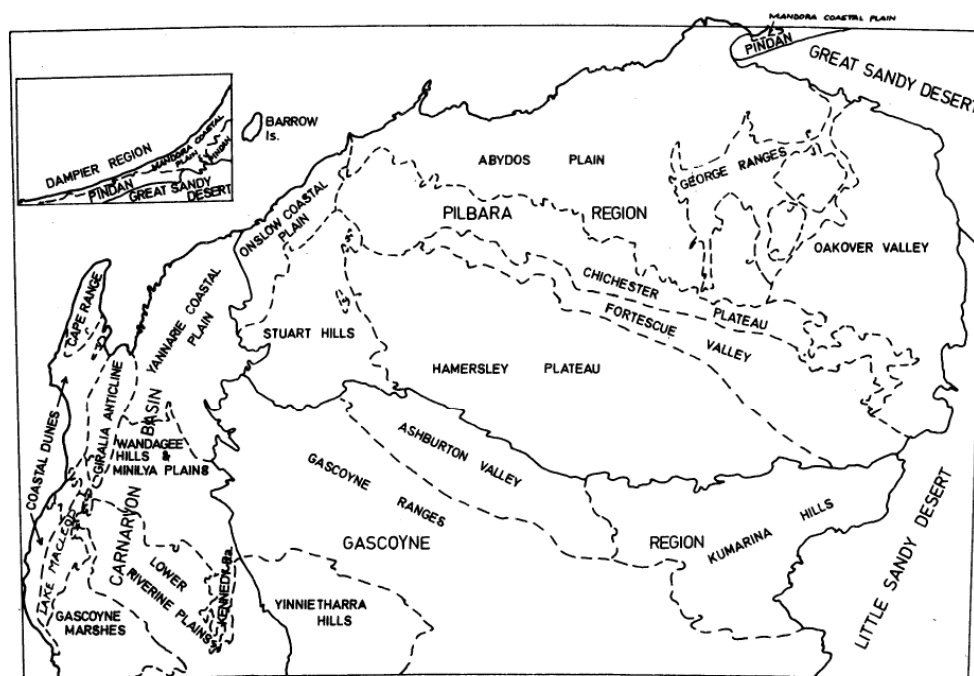 MANDORA COASTAL PLAIN
PINDAN
GREAT SANDY DESERT
DAMPIER REGION
MANDORA COASTAL
PLAIN
PINDAN
PINDAN
GREAT SANDY
DESERT
BARROW
Is.
ABYDOS PLAIN
GEORGE RANGES
PILBARA REGION
ONSLOW COASTAL
PLAIN
OAKOVER VALLEY
CHICHESTER
PLATEAU
FORTESCUE
VALLEY
CAPE RANGE
YANNARIE COASTAL
PLAIN
STUART HILLS
HAMERSLEY PLATEAU
GIRALIA ANTICLINE
COASTAL DUNES
CARNARVON BASIN
WANDAGEE
HILLS &
MINILYA PLAINS
ASHBURTON VALLEY
GASCOYNE
RANGES
GASCOYNE REGION
KUMARINA HILLS
LITTLE SANDY DESERT
LAKE MACLEOD
LOWER
RIVERINE PLAINS
KENNEDY Ra.
YINNIETHARRA
HILLS
GASCOYNE
MARSHES